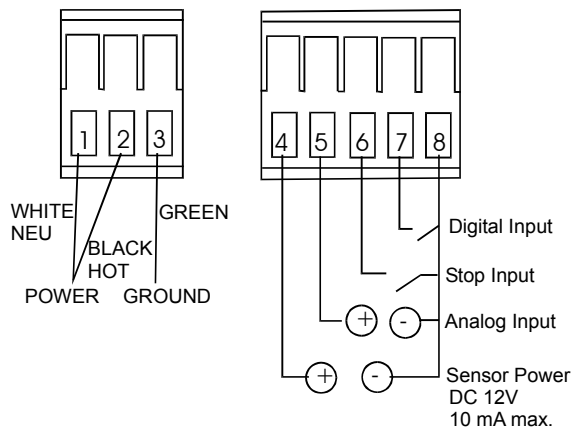 1 2 3
4 5 6 7 8
WHITE GREEN
NEU
BLACK
HOT
POWER GROUND
Digital Input
Stop Input
+ - Analog Input
+ - Sensor Power
DC 12V
10 mA max.